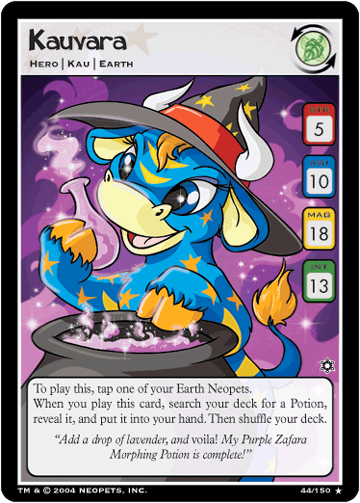 Kauvara
Hero | Kau | Earth
STR
5
AGI
10
MAG
18
INT
13
To play this, tap one of your Earth Neopets.
When you play this card, search your deck for a Potion,
reveal it, and put it into your hand. Then shuffle your deck.
“Add a drop of lavender, and voila! My Purple Zafara
Morphing Potion is complete!”
TM & © 2004 NEOPETS, INC.
44/150 ★